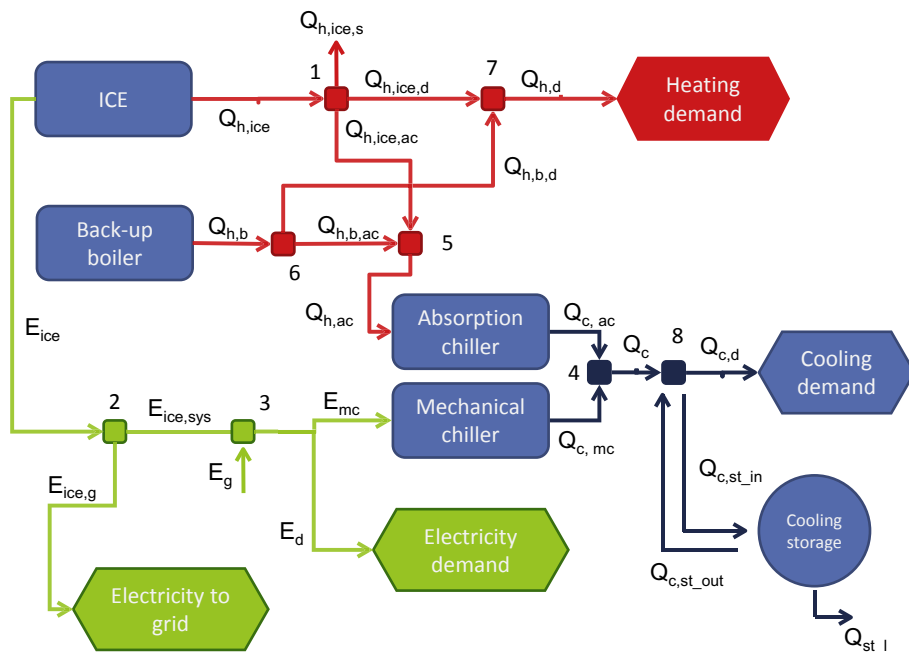 Q_h,ice,s
1
7
ICE
Q_h,ice
Q_h,ice,d
Q_h,d
Heating
demand
Q_h,ice,ac
Q_h,b,d
Back-up
boiler
Q_h,b
Q_h,b,ac
5
6
Q_h,ac
E_ice
Absorption
chiller
Q_c, ac
8
Q_c
Q_c,d
4
Cooling
demand
2
E_ice,sys
3
E_mc
Mechanical
chiller
Q_c, mc
E_g
E_ice,g
Q_c,st_in
E_d
Electricity
demand
Cooling
storage
Q_c,st_out
Electricity to
grid
Q_st_l